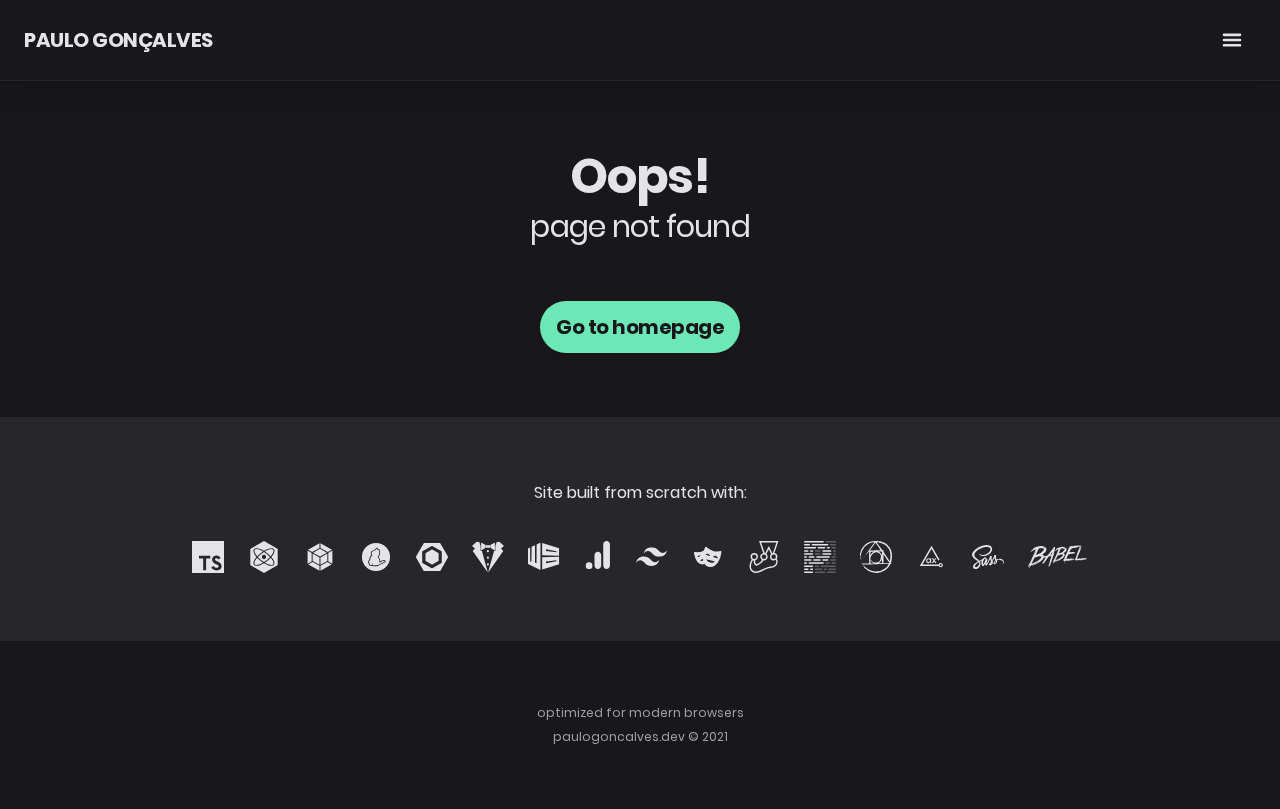 PAULO GONÇALVES
Oops!
page not found
Go to homepage
Site built from scratch with:
TS
ax
Sass
BABEL
optimized for modern browsers
paulogoncalves.dev © 2021